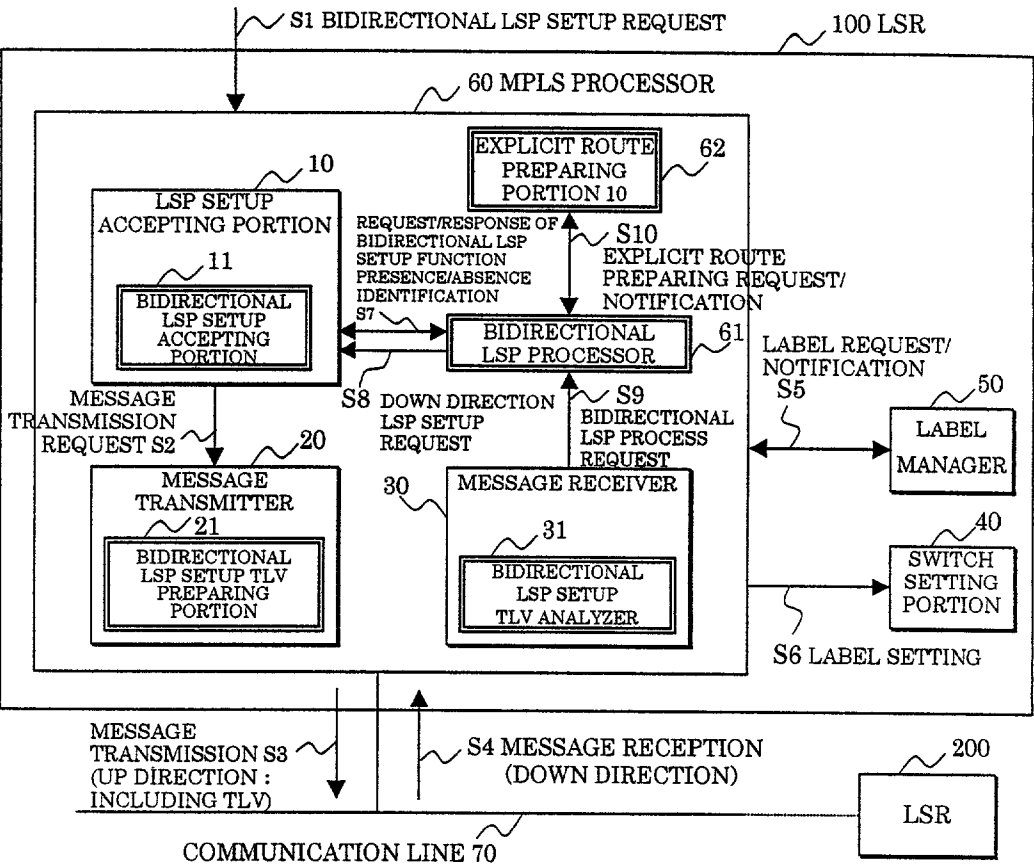 S1 BIDIRECTIONAL LSP SETUP REQUEST
100 LSR
60 MPLS PROCESSOR
10
LSP SETUP
ACCEPTING PORTION
11
BIDIRECTIONAL
LSP SETUP
ACCEPTING
PORTION
EXPLICIT ROUTE
PREPARING
PORTION 10
62
REQUEST/RESPONSE OF
BIDIRECTIONAL LSP
SETUP FUNCTION
PRESENCE/ABSENCE
IDENTIFICATION
S7
S10
EXPLICIT ROUTE
PREPARING REQUEST/
NOTIFICATION
BIDIRECTIONAL
LSP PROCESSOR
61
S8
DOWN DIRECTION
LSP SETUP
REQUEST
S9
BIDIRECTIONAL
LSP PROCESS
REQUEST
LABEL REQUEST/
NOTIFICATION
S5
50
LABEL
MANAGER
MESSAGE
TRANSMISSION
REQUEST S2
20
MESSAGE
TRANSMITTER
21
BIDIRECTIONAL
LSP SETUP TLV
PREPARING
PORTION
30
MESSAGE RECEIVER
31
BIDIRECTIONAL
LSP SETUP
TLV ANALYZER
40
SWITCH
SETTING
PORTION
S6 LABEL SETTING
MESSAGE
TRANSMISSION S3
(UP DIRECTION :
INCLUDING TLV)
S4 MESSAGE RECEPTION
(DOWN DIRECTION)
200
LSR
COMMUNICATION LINE 70